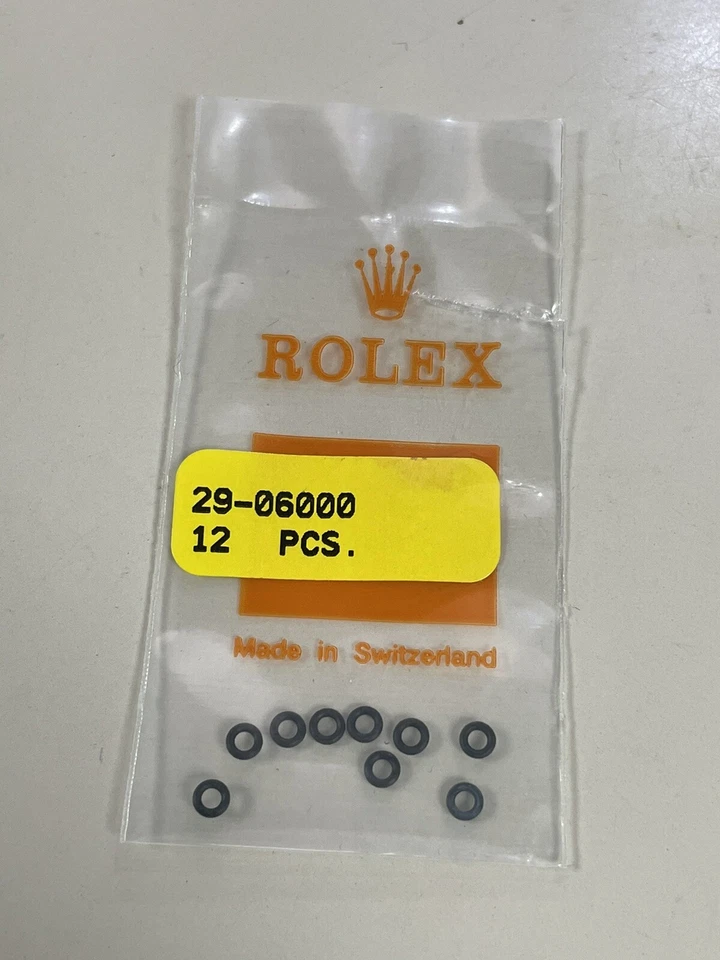 ROLEX
29-06000
12 PCS.
Made in Switzerland